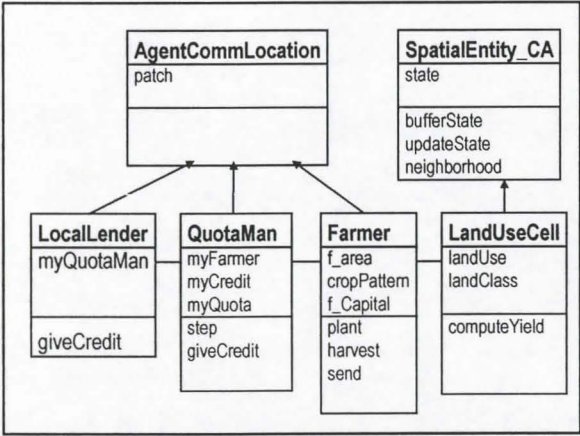 AgentCommLocation
patch
SpatialEntity_CA
state
bufferState
updateState
neighborhood
LocalLender
myQuotaMan
giveCredit
QuotaMan
myFarmer
myCredit
myQuota
step
giveCredit
Farmer
f_area
cropPattern
f_Capital
plant
harvest
send
LandUseCell
landUse
landClass
computeYield